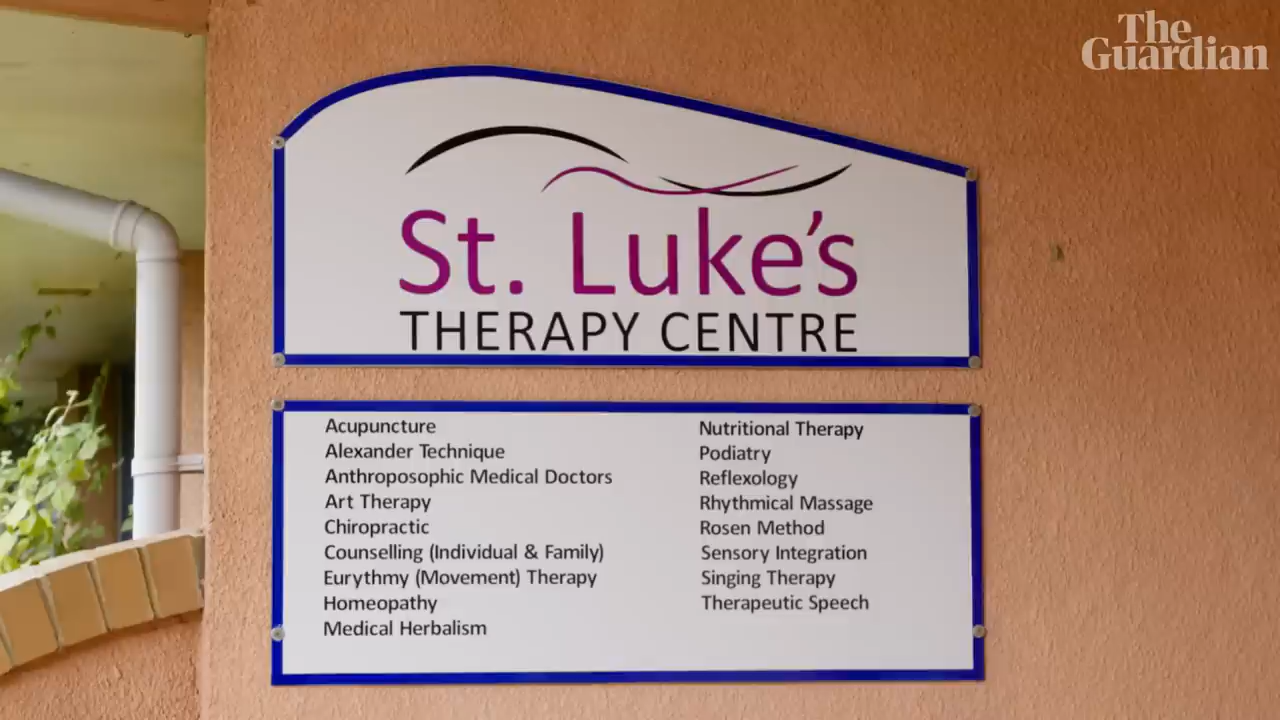 The
Guardian
St. Luke's
THERAPY CENTRE
Acupuncture
Alexander Technique
Anthroposophic Medical Doctors
Art Therapy
Chiropractic
Counselling (Individual & Family)
Eurythmy (Movement) Therapy
Homeopathy
Medical Herbalism
Nutritional Therapy
Podiatry
Reflexology
Rhythmical Massage
Rosen Method
Sensory Integration
Singing Therapy
Therapeutic Speech